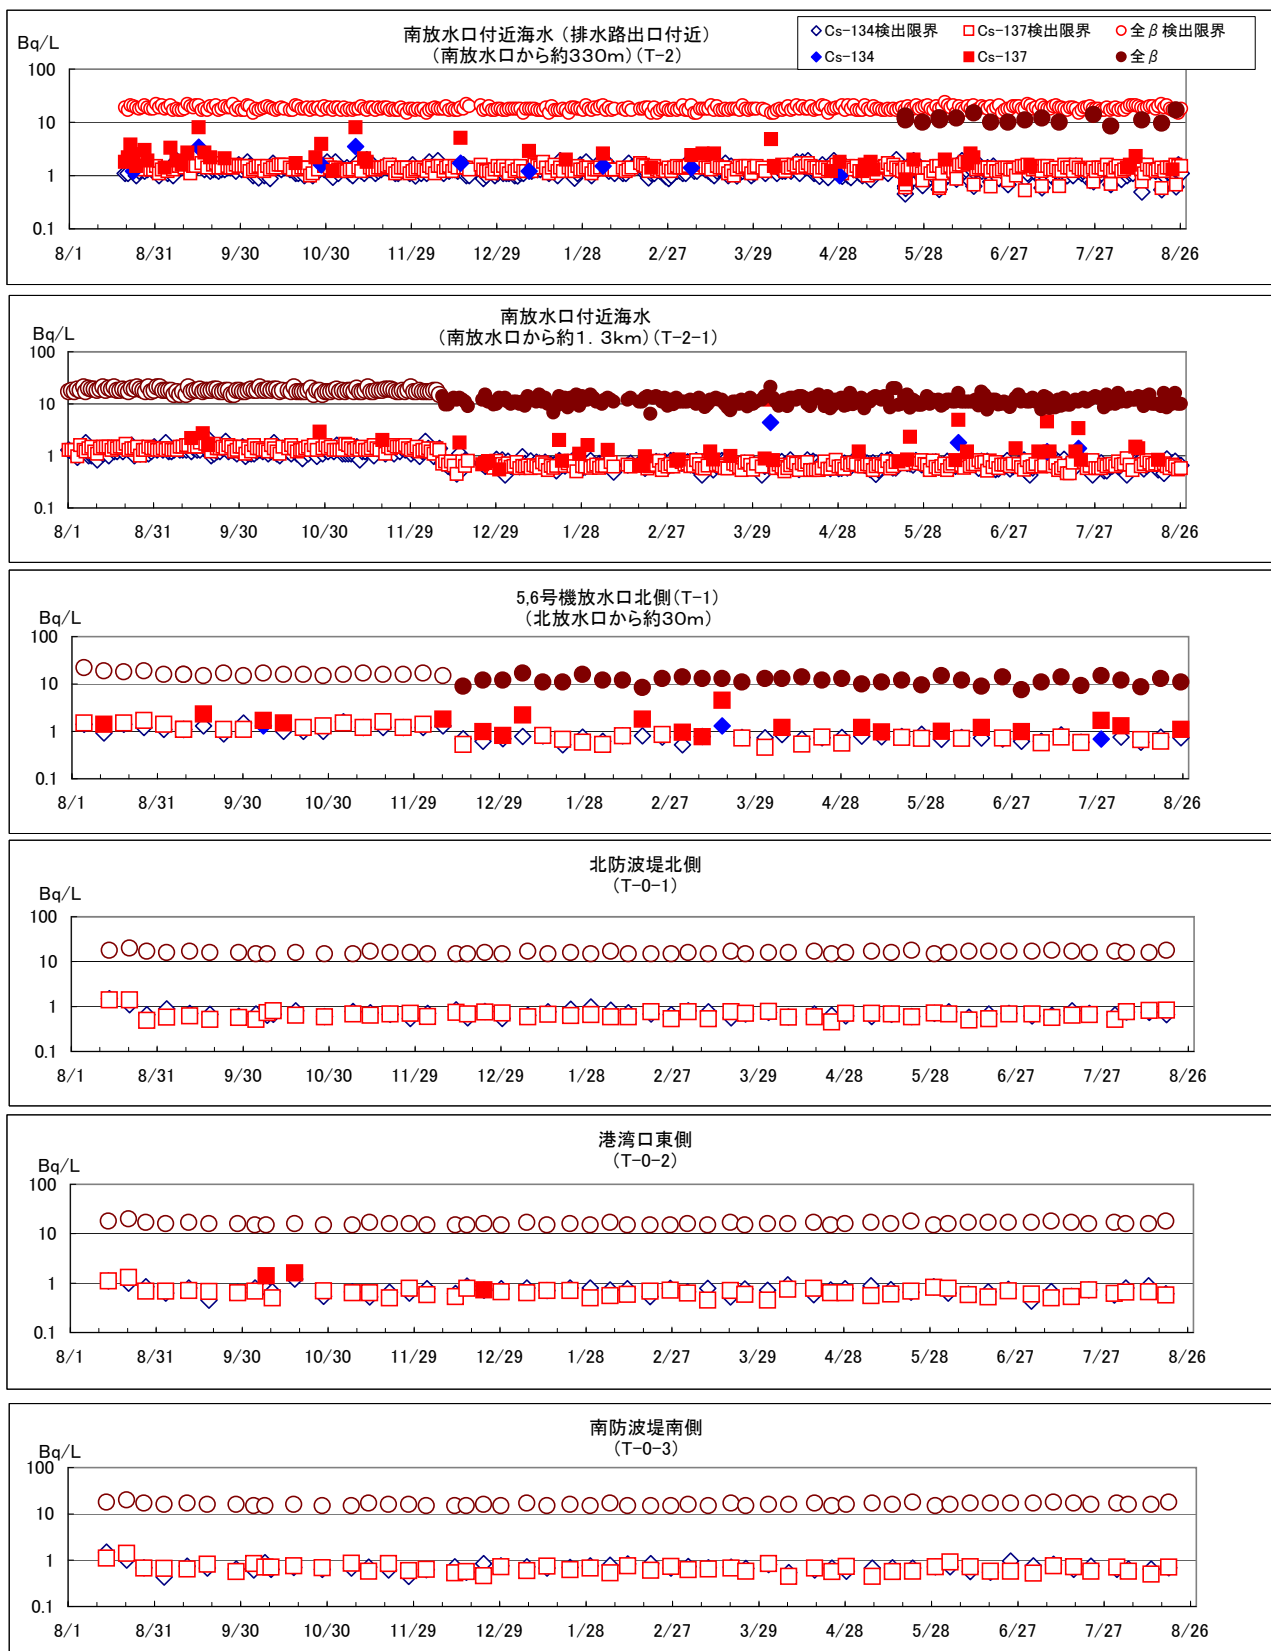 南放水口付近海水（排水路出口付近）
（南放水口から約330m）（T-2）
Bq/L
Cs-134検出限界 Cs-137検出限界 全β検出限界
Cs-134 Cs-137 全β
100
10
1
0.1
8/1 8/31 9/30 10/30 11/29 12/29 1/28 2/27 3/29 4/28 5/28 6/27 7/27 8/26
南放水口付近海水
（南放水口から約1．3km）（T-2-1）
Bq/L
100
10
1
0.1
8/1 8/31 9/30 10/30 11/29 12/29 1/28 2/27 3/29 4/28 5/28 6/27 7/27 8/26
5,6号機放水口北側（T-1）
（北放水口から約30m）
Bq/L
100
10
1
0.1
8/1 8/31 9/30 10/30 11/29 12/29 1/28 2/27 3/29 4/28 5/28 6/27 7/27 8/26
北防波堤北側
（T-0-1）
Bq/L
100
10
1
0.1
8/1 8/31 9/30 10/30 11/29 12/29 1/28 2/27 3/29 4/28 5/28 6/27 7/27 8/26
港湾口東側
（T-0-2）
Bq/L
100
10
1
0.1
8/1 8/31 9/30 10/30 11/29 12/29 1/28 2/27 3/29 4/28 5/28 6/27 7/27 8/26
南防波堤南側
（T-0-3）
Bq/L
100
10
1
0.1
8/1 8/31 9/30 10/30 11/29 12/29 1/28 2/27 3/29 4/28 5/28 6/27 7/27 8/26